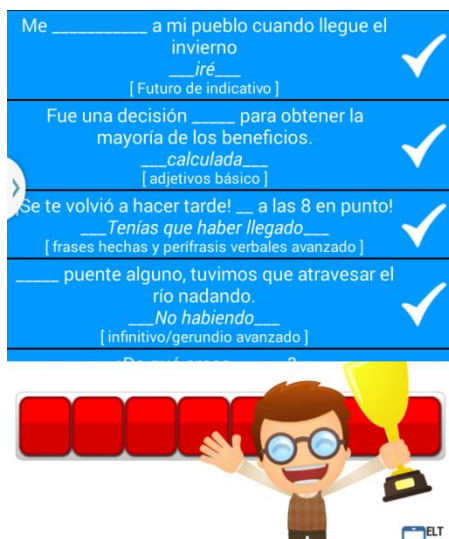 Me ___________ a mi pueblo cuando llegue el
invierno
___iré___
[ Futuro de indicativo ]
Fue una decisión _____ para obtener la
mayoría de los beneficios.
___calculada___
[ adjetivos básico ]
¡Se te volvió a hacer tarde! __ a las 8 en punto!
___Tenías que haber llegado___
[ frases hechas y perífrasis verbales avanzado ]
_____ puente alguno, tuvimos que atravesar el
río nadando.
___No habiendo___
[ infinitivo/gerundio avanzado ]
ELT